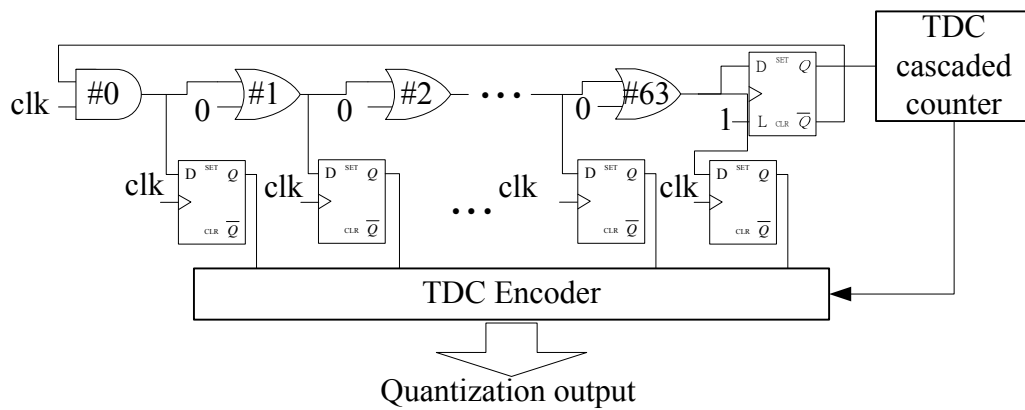 TDC
cascaded
counter
#0
#1
#2
...
#63
clk
0
0
0
D SET Q
1
L CLR Q̅
clk
D SET Q
CLR Q̅
clk
D SET Q
CLR Q̅
...
clk
D SET Q
CLR Q̅
clk
D SET Q
CLR Q̅
TDC Encoder
Quantization output